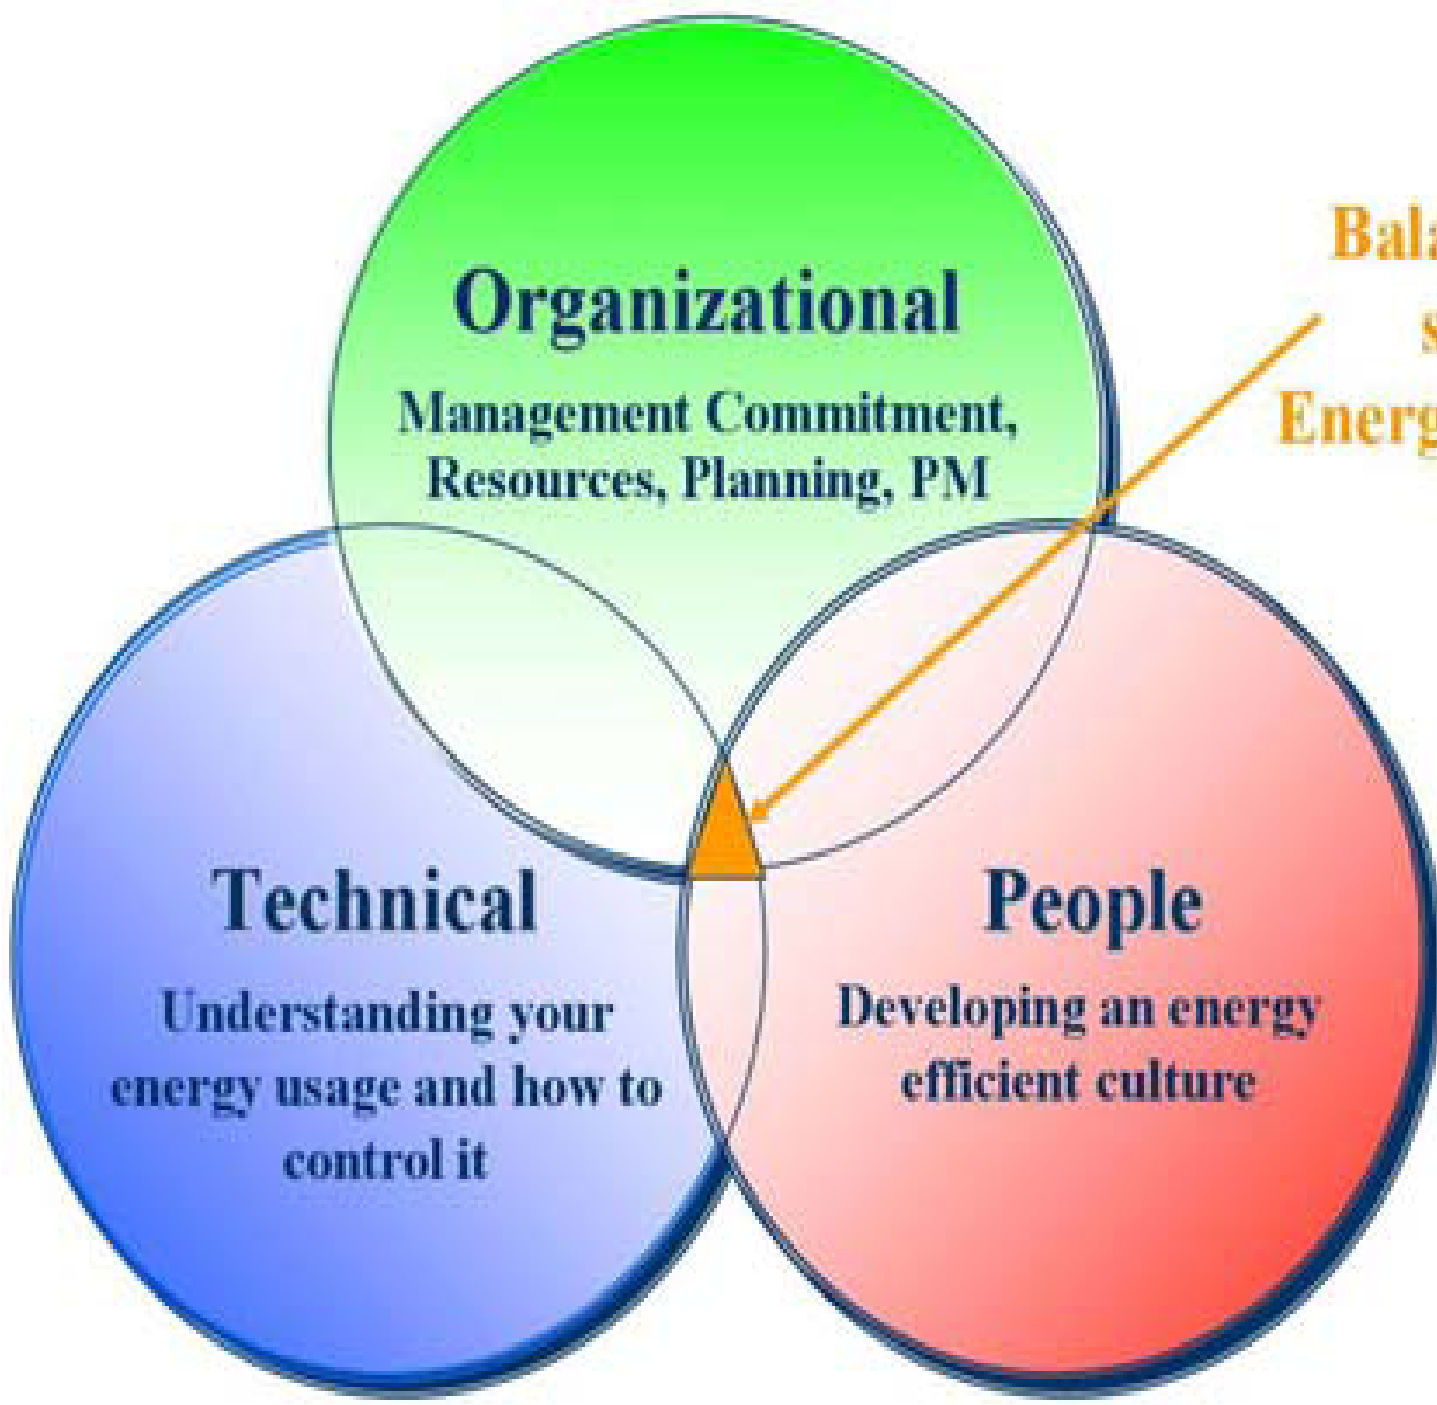 Organizational
Management Commitment,
Resources, Planning, PM
Technical
Understanding your
energy usage and how to
control it
People
Developing an energy
efficient culture